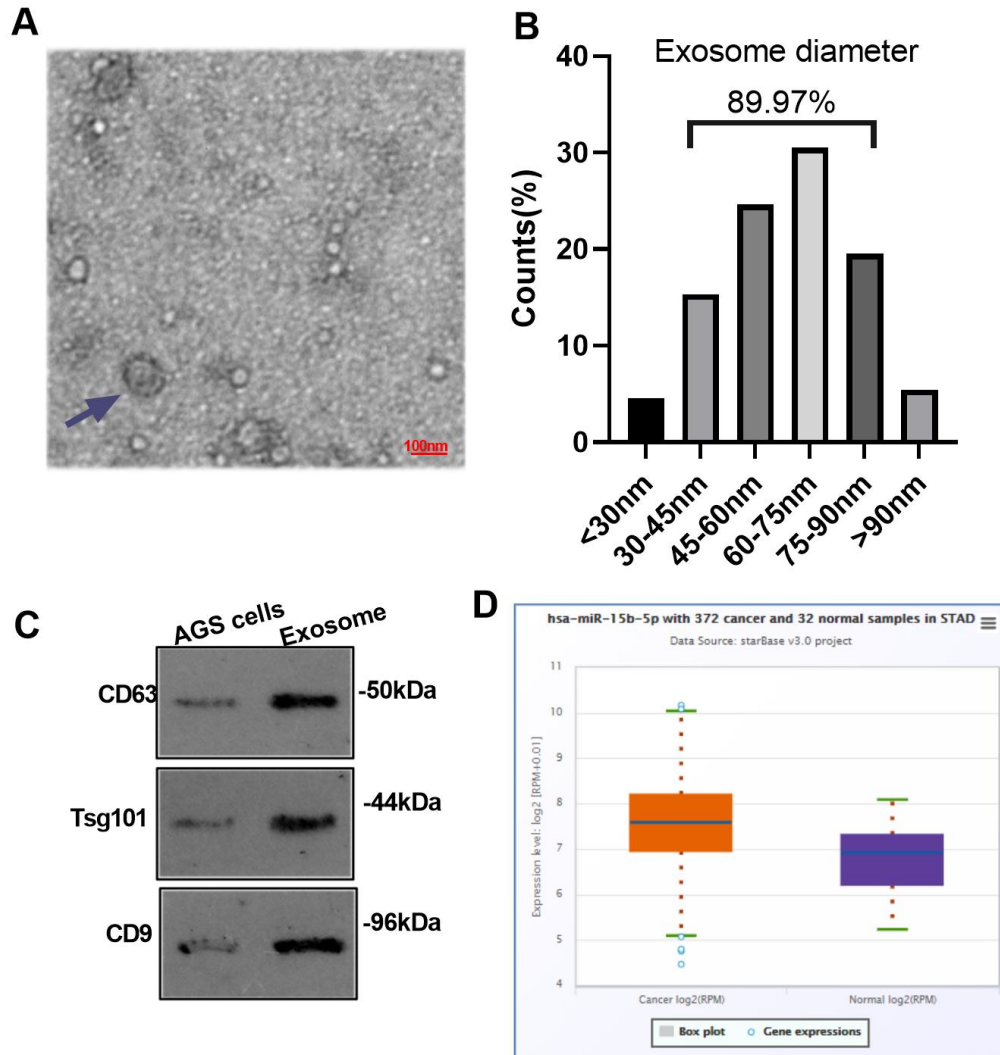 A
100nm
B
Exosome diameter
89.97%
Counts(%)
40
30
20
10
0
<30nm
30-45nm
45-60nm
60-75nm
75-90nm
>90nm
C
AGS cells
Exosome
CD63
-50kDa
Tsg101
-44kDa
CD9
-96kDa
D
hsa-miR-15b-5p with 372 cancer and 32 normal samples in STAD
Data Source: starBase v3.0 project
Expression level: log2 [RPM+0.01]
11
10
9
8
7
6
5
4
Cancer log2(RPM)
Normal log2(RPM)
Box plot
Gene expressions